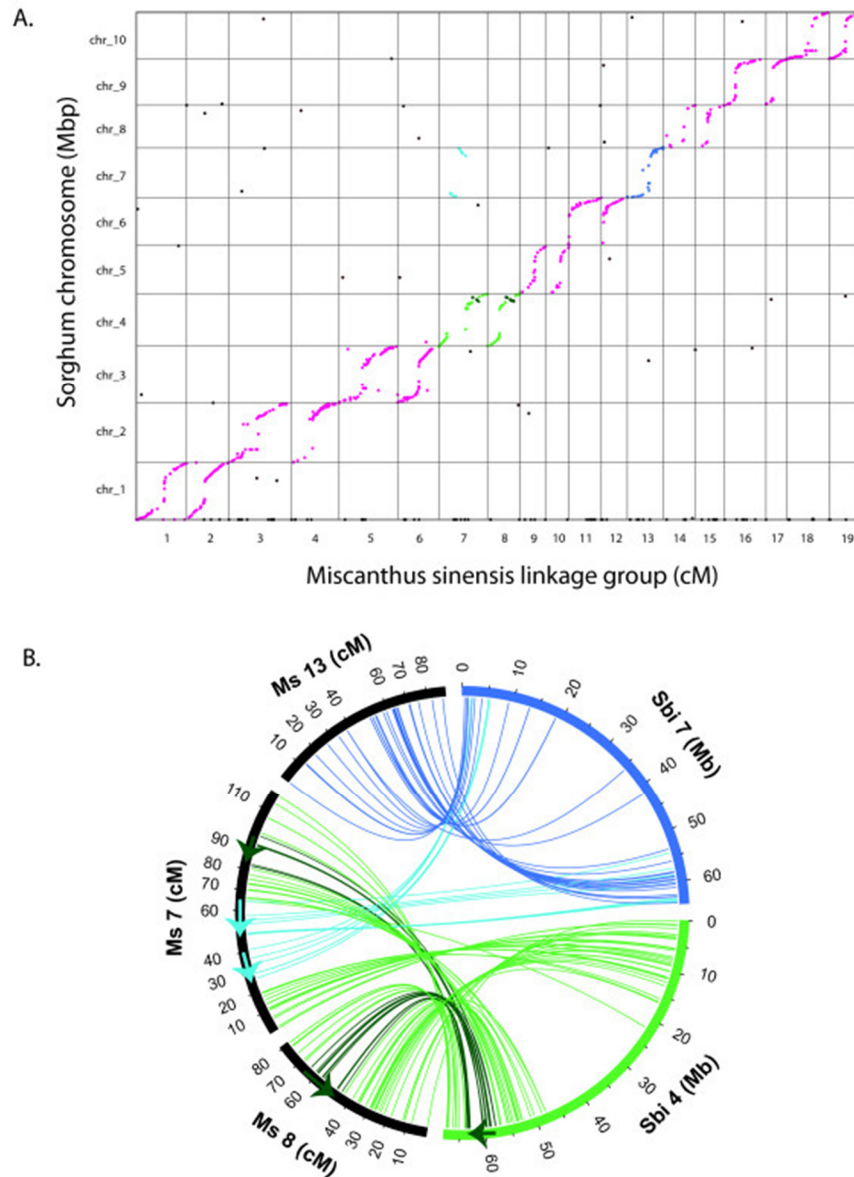 A.
Sorghum chromosome (Mbp)
chr_10
chr_9
chr_8
chr_7
chr_6
chr_5
chr_4
chr_3
chr_2
chr_1
1 2 3 4 5 6 7 8 9 10 11 12 13 14 15 16 17 18 19
Miscanthus sinensis linkage group (cM)
B.
Ms 13 (cM)
10 20 30 40 60 70 80
Sbi 7 (Mb)
0 10 20 30 40 50 60
Ms 7 (cM)
110 90 80 70 60 40 30 20 10
Ms 8 (cM)
80 70 60 40 30 20 10
Sbi 4 (Mb)
0 10 20 30 40 50 60